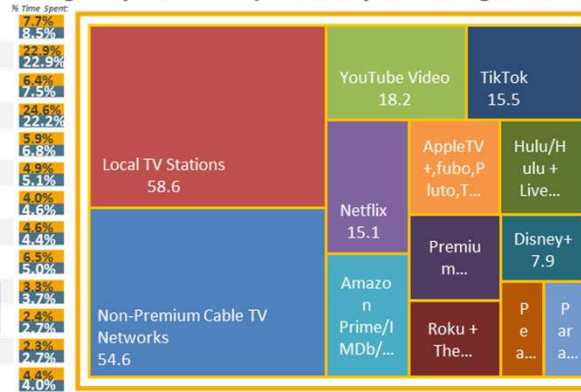 % Time Spent:
7.7%
8.5%
22.9%
22.9%
6.4%
7.5%
24.6%
22.2%
5.9%
6.8%
4.9%
5.1%
4.0%
4.6%
4.6%
4.4%
6.5%
5.0%
3.3%
3.7%
2.4%
2.7%
2.3%
2.7%
4.4%
4.0%
Local TV Stations
58.6
Non-Premium Cable TV
Networks
54.6
YouTube Video
18.2
TikTok
15.5
Netflix
15.1
AppleTV
+,fubo,P
luto,T...
Hulu/H
ulu +
Live...
Premiu
m...
Disney+
7.9
Amazo
n
Prime/I
MDb/...
Roku +
The...
P
e
a...
P
ar
a...